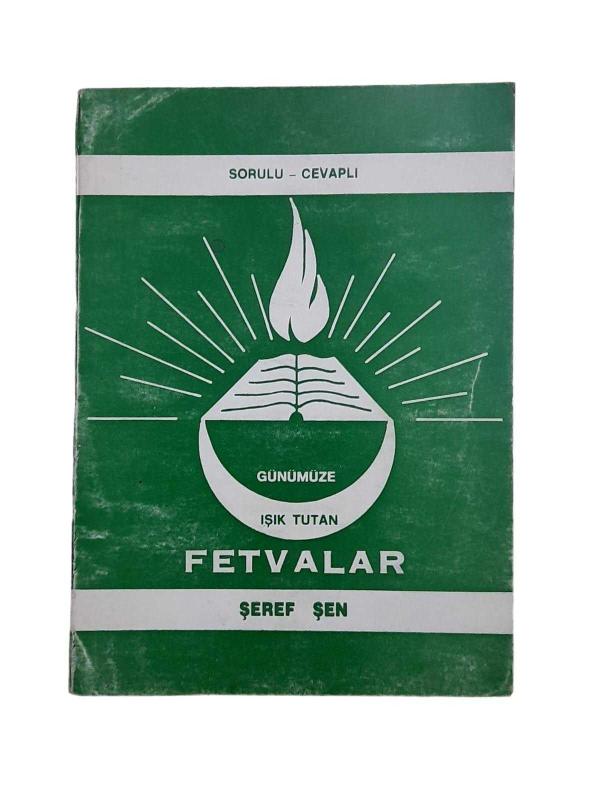 SORULU – CEVAPLI
GÜNÜMÜZE
IŞIK TUTAN
FETVALAR
ŞEREF ŞEN